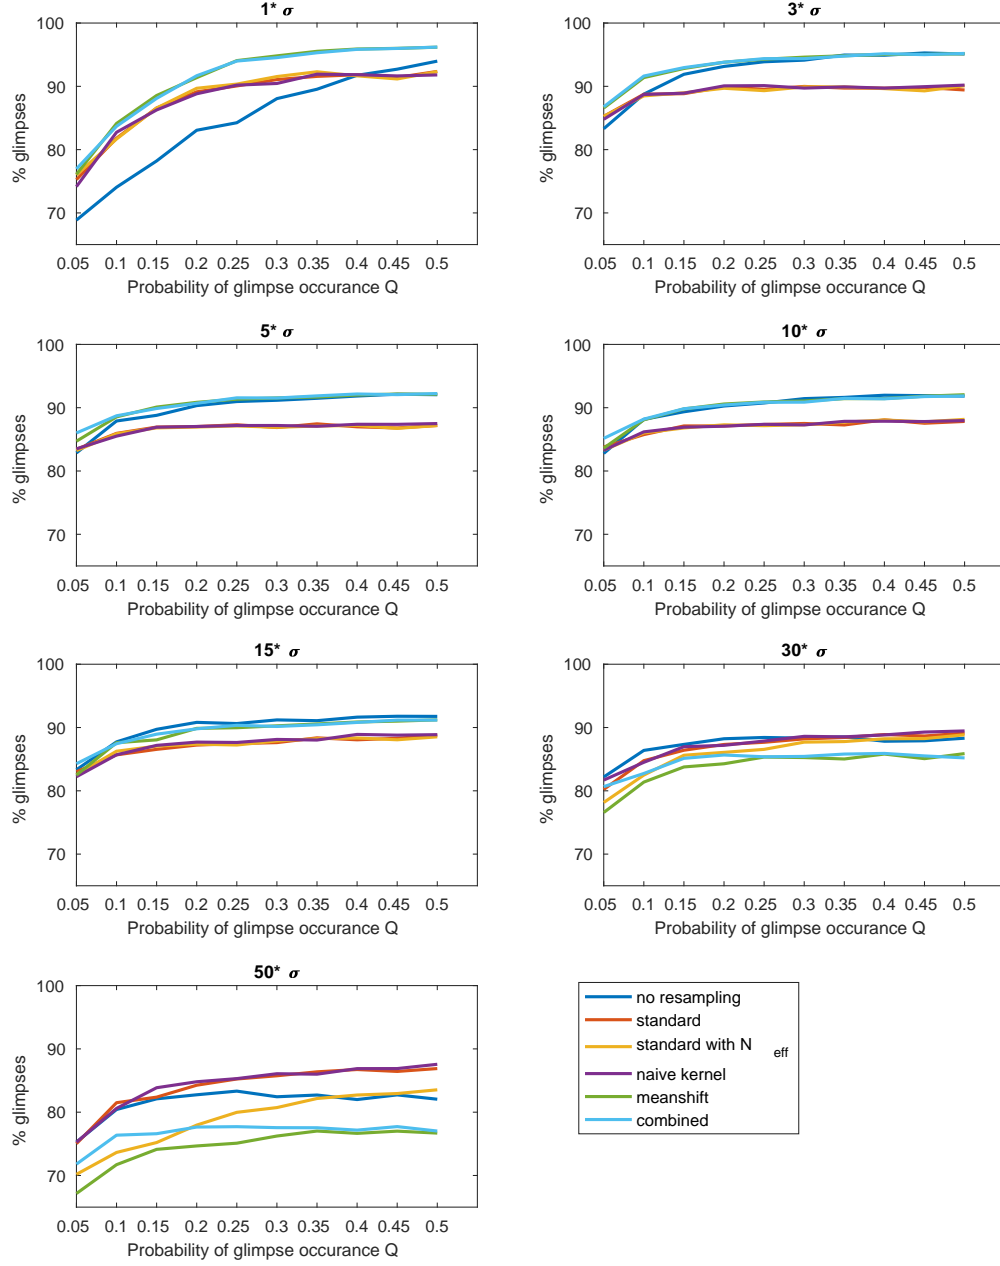 1* σ
100
90
80
70
% glimpses
0.05 0.1 0.15 0.2 0.25 0.3 0.35 0.4 0.45 0.5
Probability of glimpse occurance Q
3* σ
100
90
80
70
% glimpses
0.05 0.1 0.15 0.2 0.25 0.3 0.35 0.4 0.45 0.5
Probability of glimpse occurance Q
5* σ
100
90
80
70
% glimpses
0.05 0.1 0.15 0.2 0.25 0.3 0.35 0.4 0.45 0.5
Probability of glimpse occurance Q
10* σ
100
90
80
70
% glimpses
0.05 0.1 0.15 0.2 0.25 0.3 0.35 0.4 0.45 0.5
Probability of glimpse occurance Q
15* σ
100
90
80
70
% glimpses
0.05 0.1 0.15 0.2 0.25 0.3 0.35 0.4 0.45 0.5
Probability of glimpse occurance Q
30* σ
100
90
80
70
% glimpses
0.05 0.1 0.15 0.2 0.25 0.3 0.35 0.4 0.45 0.5
Probability of glimpse occurance Q
50* σ
100
90
80
70
% glimpses
0.05 0.1 0.15 0.2 0.25 0.3 0.35 0.4 0.45 0.5
Probability of glimpse occurance Q
no resampling
standard
standard with N eff
naive kernel
meanshift
combined